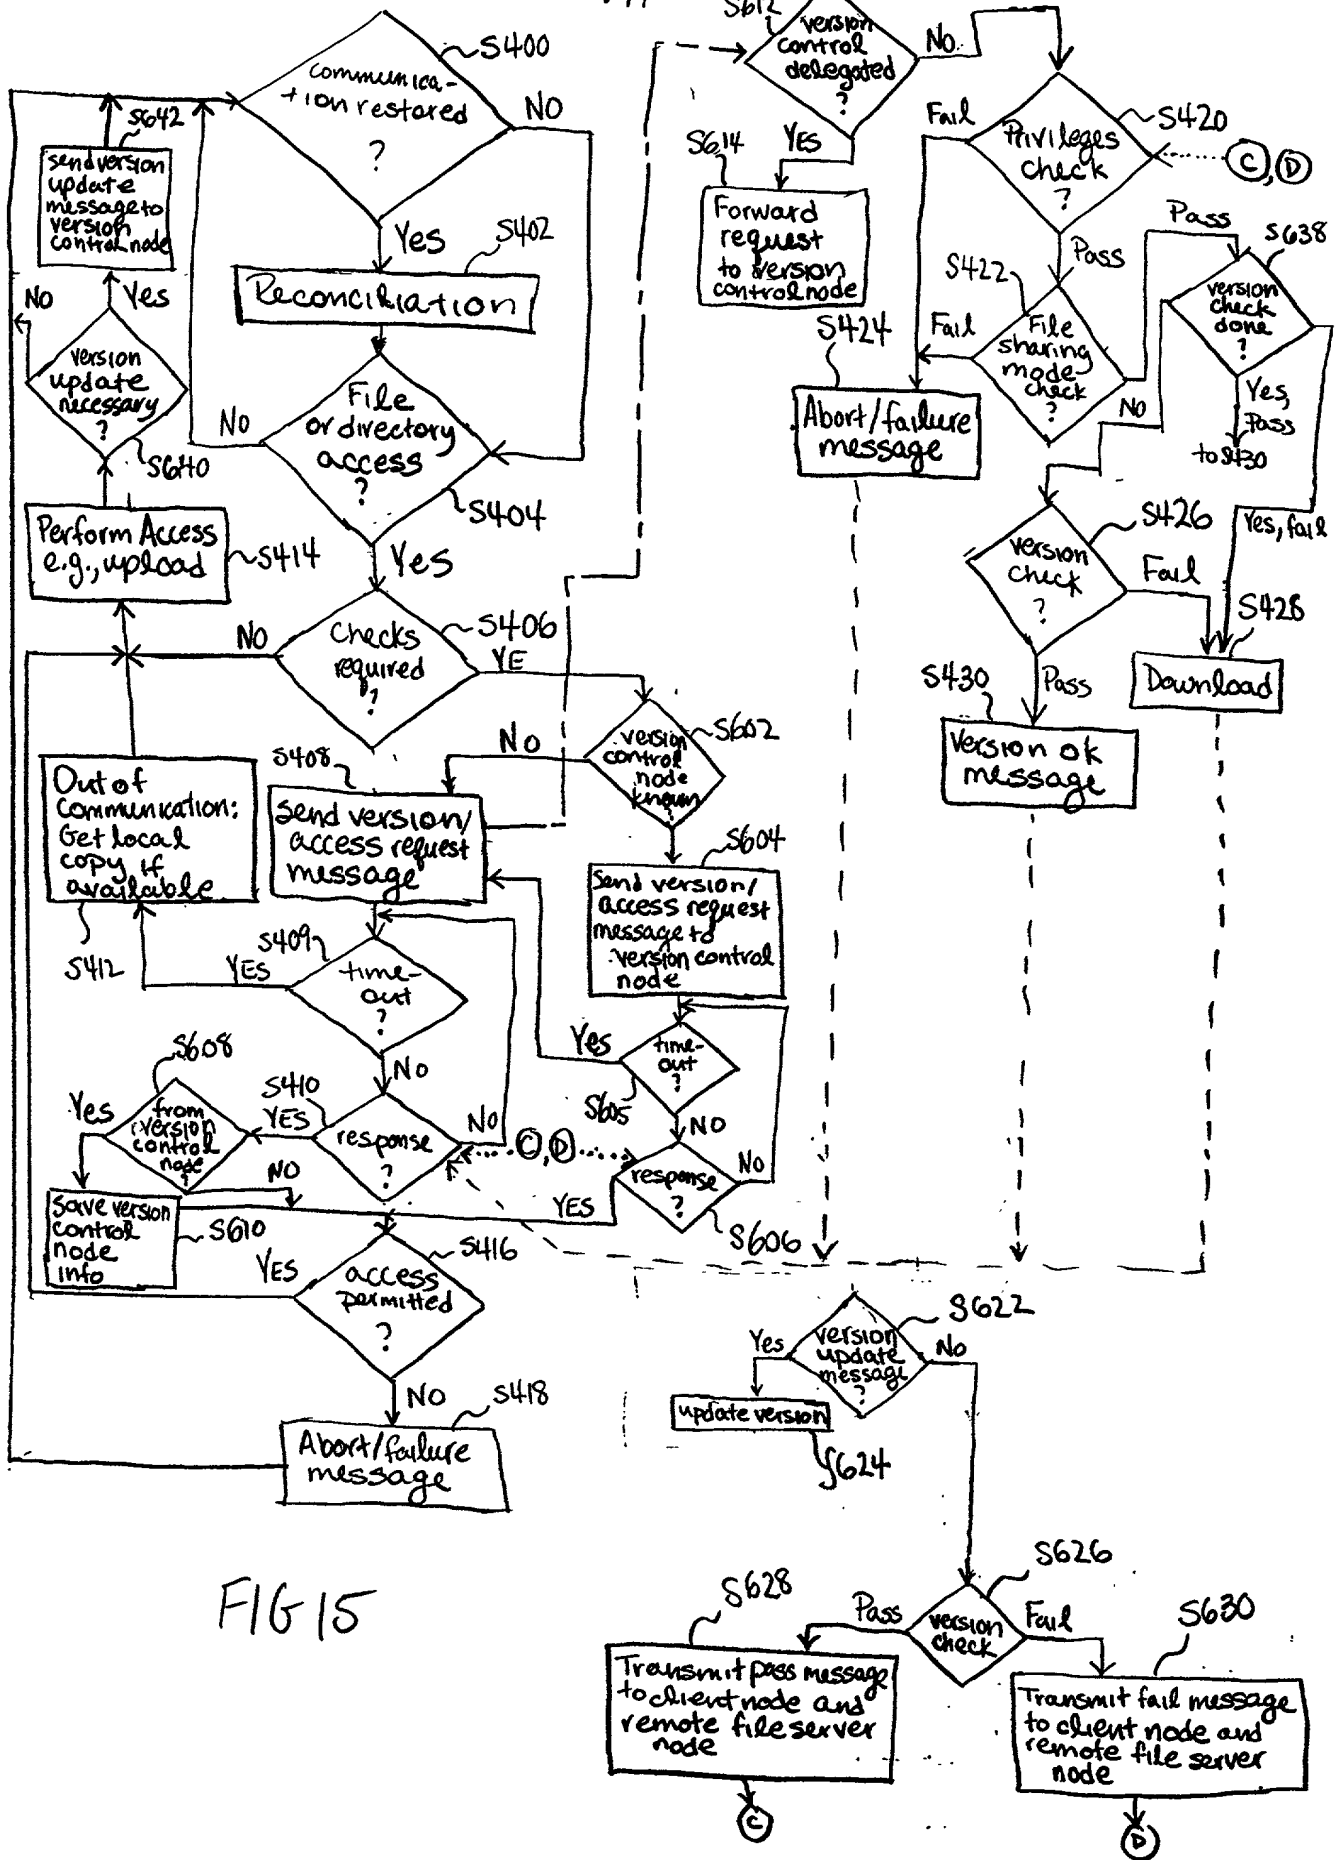 S400
communica-
tion restored
?
NO
Yes
S402
Reconciliation
File
or directory
access
?
No
S404
Yes
S642
send version
update
message to
version
control node
No
Yes
version
update
necessary
?
S640
Perform Access
e.g., upload
S414
NO
Checks
required
?
S406
YE
S602
version
control
node
known
NO
S408
Send version/
access request
message
Out of
communication:
Get local
copy if
available
S412
S604
Send version/
access request
message to
version control
node
S409
time-
out
?
YES
NO
Yes
time-
out
?
S605
NO
S608
from
version
control
node
?
Yes
NO
S410
YES
response
?
NO
C, D
response
?
NO
YES
S606
Save version
control
node
info
S610
S416
YES
access
permitted
?
NO
S418
Abort/failure
message
S612
version
control
delegated
?
No
YES
S614
Forward
request
to version
control node
Fail
Privileges
check
?
S420
C, D
Pass
Pass
S638
S422
File
sharing
mode
check
?
Fail
version
check
done
?
No
Yes,
Pass
to S430
Yes, fail
S424
Abort/failure
message
S426
version
check
?
Fail
S428
Download
S430
Pass
Version ok
message
S622
Yes
version
update
message
?
No
update version
S624
S626
S628
Pass
version
check
Fail
S630
Transmit pass message
to client node and
remote file server
node
Transmit fail message
to client node and
remote file server
node
C
D
FIG 15